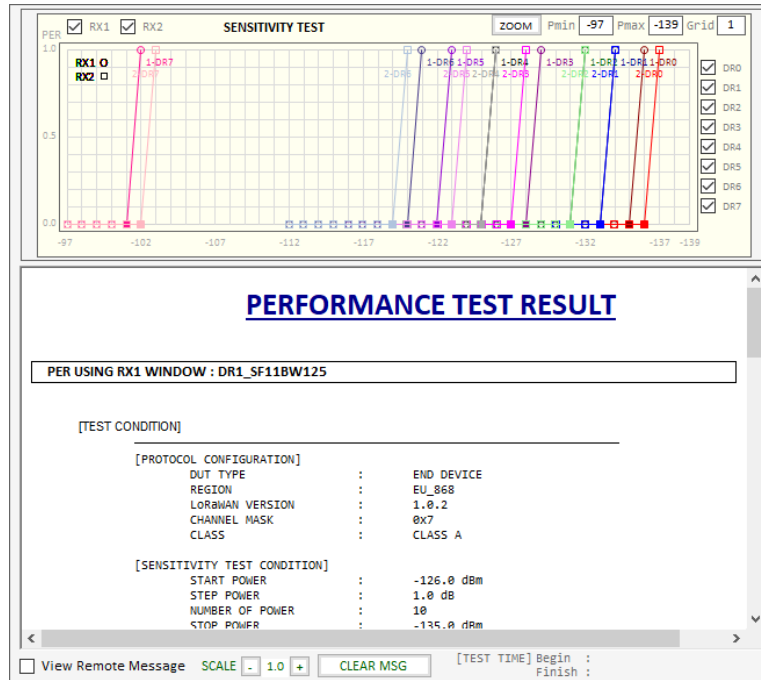 RX1 RX2 SENSITIVITY TEST ZOOM Pmin -97 Pmax -139 Grid 1
PER
1.0
RX1 O 1-DR7 1-DR6 1-DR5 1-DR4 1-DR3 1-DR2 1-DR1 1-DR0
RX2 □ 2-DR7 2-DR6 2-DR5 2-DR4 2-DR3 2-DR2 2-DR1 2-DR0
0.5
0.0
-97 -102 -107 -112 -117 -122 -127 -132 -137 -139
DR0
DR1
DR2
DR3
DR4
DR5
DR6
DR7
PERFORMANCE TEST RESULT
PER USING RX1 WINDOW : DR1_SF11BW125
[TEST CONDITION]
[PROTOCOL CONFIGURATION]
DUT TYPE : END DEVICE
REGION : EU_868
LoRaWAN VERSION : 1.0.2
CHANNEL MASK : 0x7
CLASS : CLASS A
[SENSITIVITY TEST CONDITION]
START POWER : -126.0 dBm
STEP POWER : 1.0 dB
NUMBER OF POWER : 10
STOP POWER : -135.0 dBm
View Remote Message SCALE - 1.0 + CLEAR MSG [TEST TIME] Begin :
Finish :